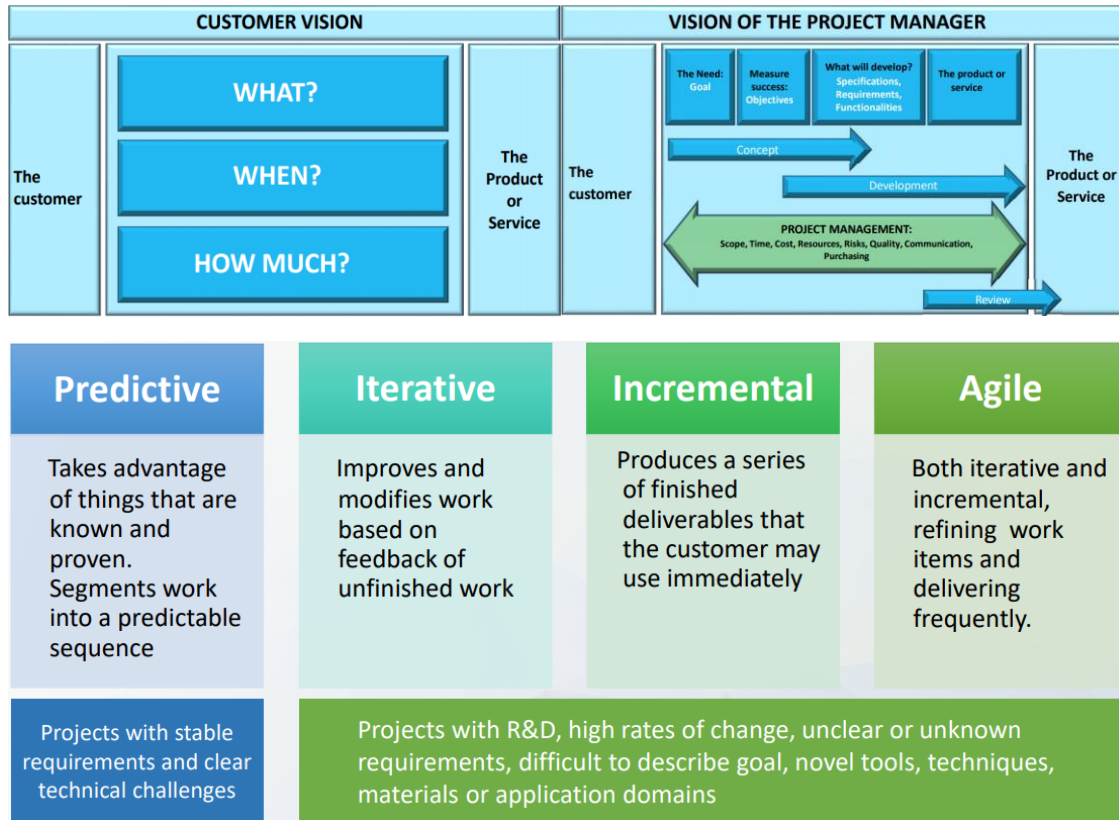 CUSTOMER VISION
VISION OF THE PROJECT MANAGER
The
customer
WHAT?
WHEN?
HOW MUCH?
The
Product
or
Service
The
customer
The Need:
Goal
Measure
success:
Objectives
What will develop?
Specifications,
Requirements,
Functionalities
The product or
service
Concept
Development
PROJECT MANAGEMENT:
Scope, Time, Cost, Resources, Risks, Quality, Communication,
Purchasing
Review
The
Product or
Service
Predictive
Takes advantage
of things that are
known and
proven.
Segments work
into a predictable
sequence
Iterative
Improves and
modifies work
based on
feedback of
unfinished work
Incremental
Produces a series
of finished
deliverables that
the customer may
use immediately
Agile
Both iterative and
incremental,
refining work
items and
delivering
frequently.
Projects with stable
requirements and clear
technical challenges
Projects with R&D, high rates of change, unclear or unknown
requirements, difficult to describe goal, novel tools, techniques,
materials or application domains